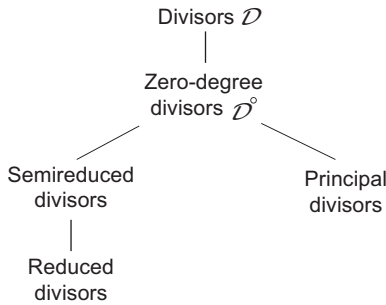 Divisors 𝒟
Zero-degree
divisors 𝒟°
Semireduced
divisors
Principal
divisors
Reduced
divisors